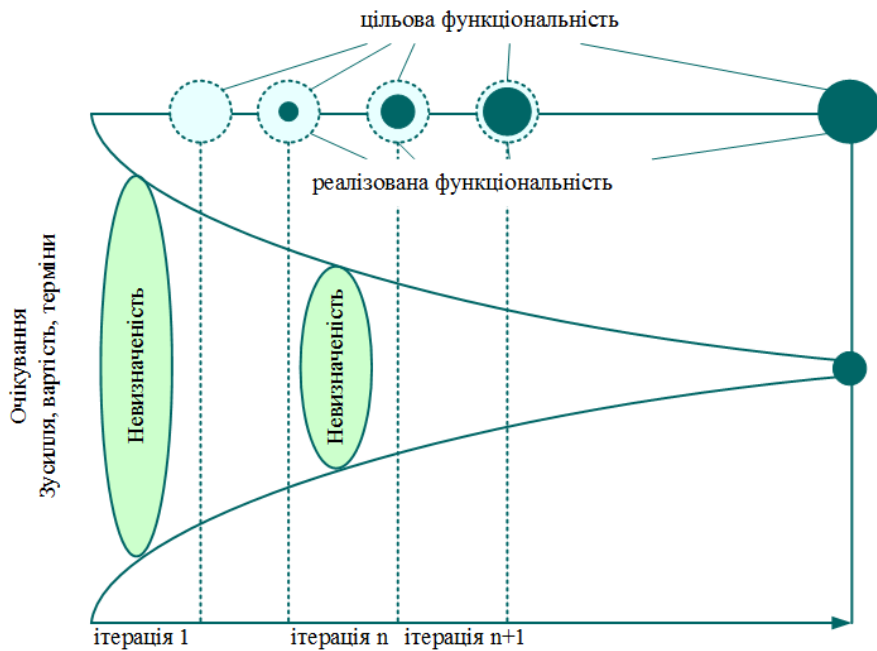 цільова функціональність
реалізована функціональність
Очікування
Зусилля, вартість, терміни
Невизначеність
Невизначеність
ітерація 1
ітерація n
ітерація n+1